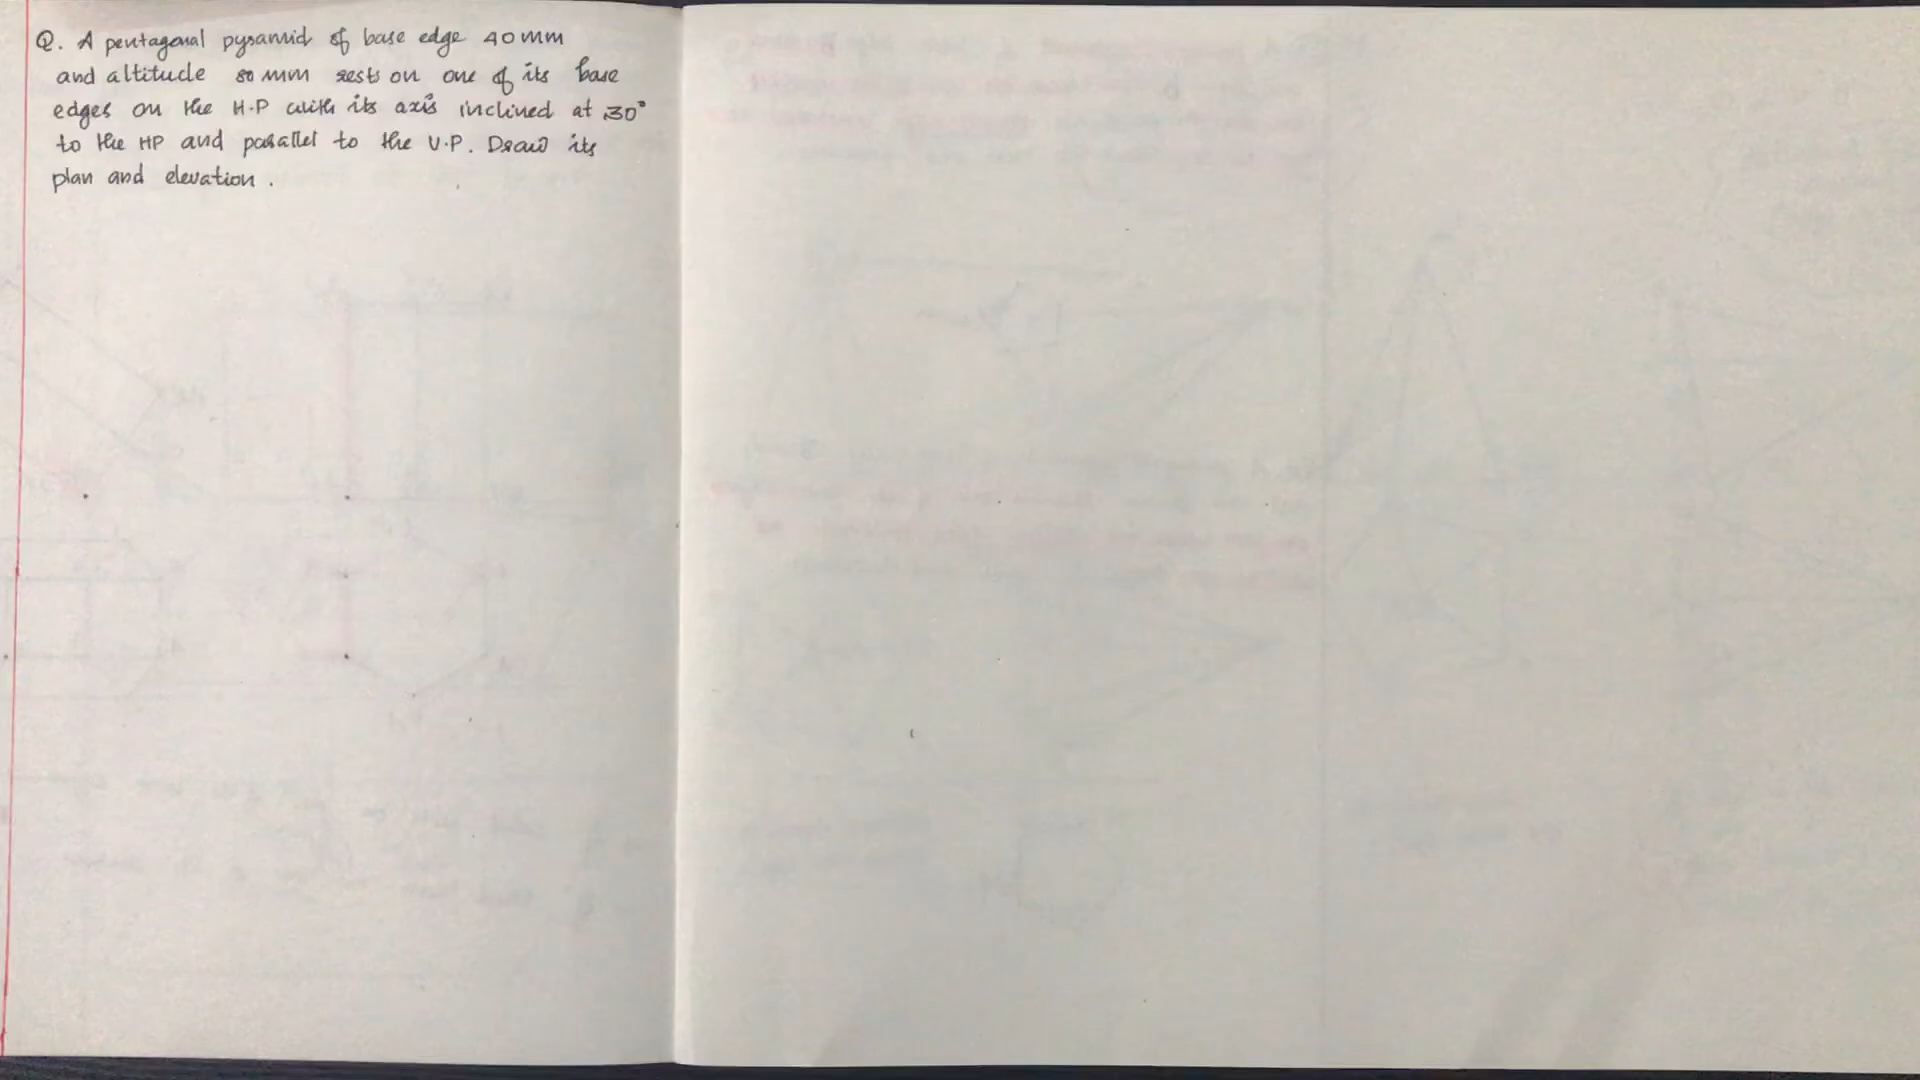 Q. A pentagonal pyramid of base edge 40 mm
and altitude 80 mm rests on one of its base
edges on the H.P with its axis inclined at 30°
to the HP and parallel to the V.P. Draw its
plan and elevation.